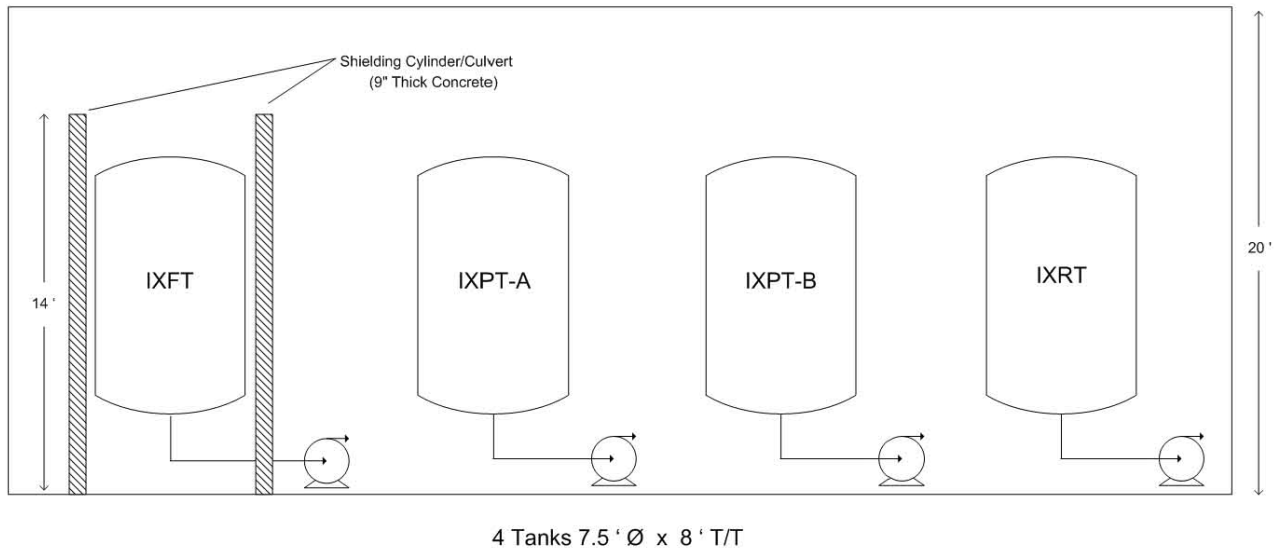 Shielding Cylinder/Culvert
(9" Thick Concrete)
14 '
20 '
IXFT
IXPT-A
IXPT-B
IXRT
4 Tanks 7.5 ' Ø x 8 ' T/T